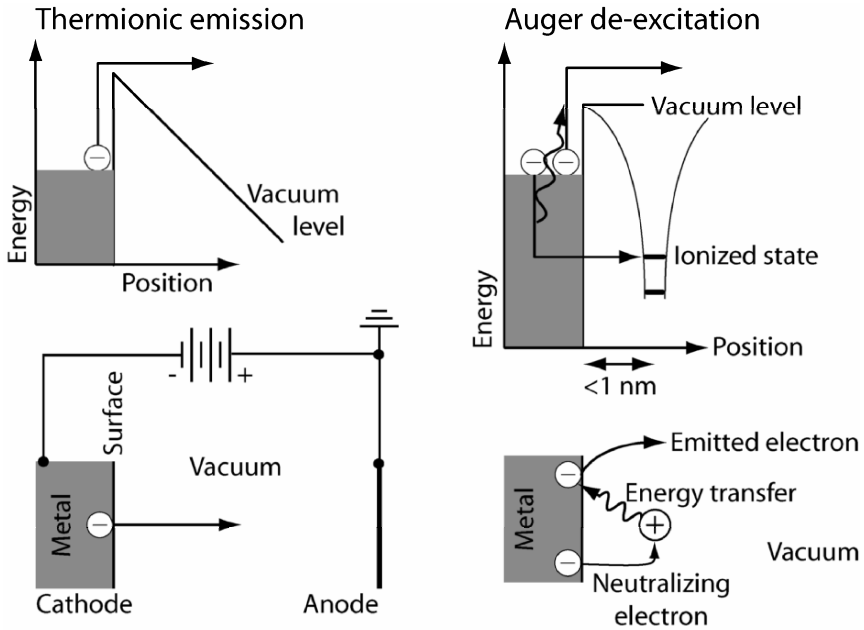 Thermionic emission
Energy
−
Vacuum
level
Position
- +
Surface
Vacuum
Metal
−
Cathode
Anode
Auger de-excitation
Vacuum level
− −
Energy
Ionized state
Position
<1 nm
Emitted electron
−
Energy transfer
Metal
+
Vacuum
−
Neutralizing
electron